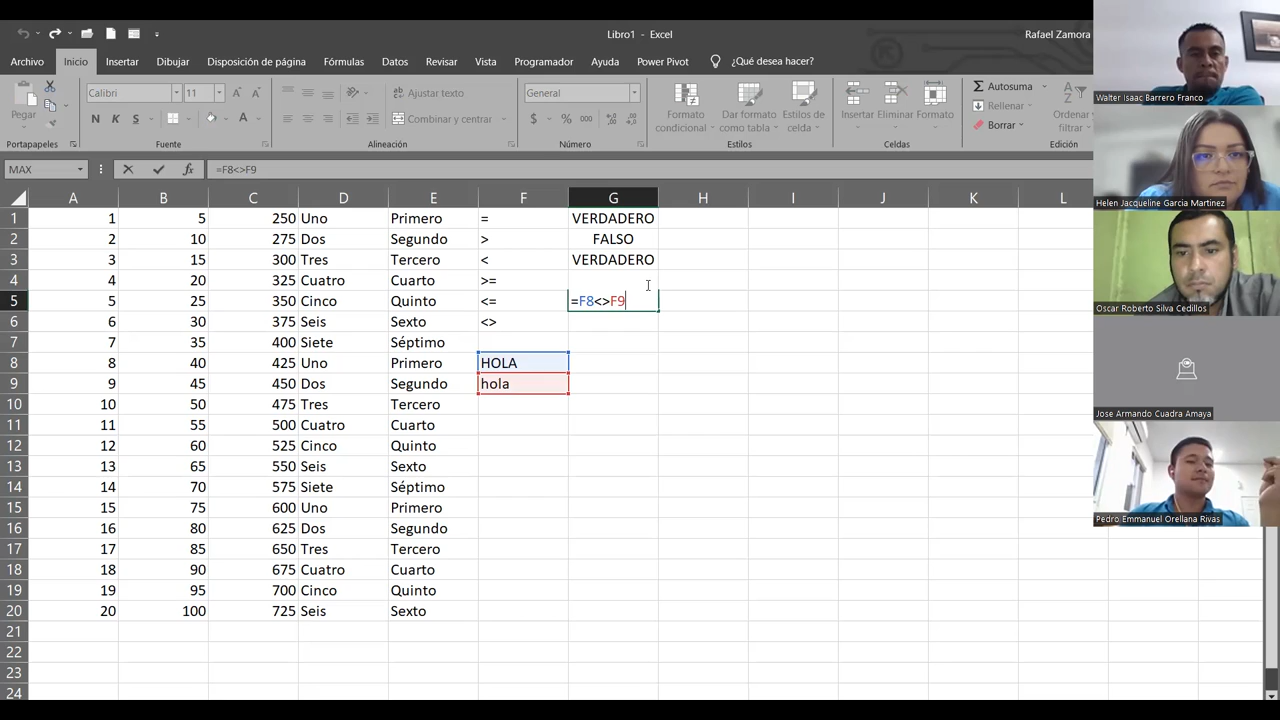 Libro1 - Excel
Rafael Zamora
Archivo Inicio Insertar Dibujar Disposición de página Fórmulas Datos Revisar Vista Programador Ayuda Power Pivot ¿Qué desea hacer?
Pegar
Calibri 11
N K S
Ajustar texto
Combinar y centrar
General
$ % 000
Formato condicional
Dar formato como tabla
Estilos de celda
Insertar Eliminar Formato
Autosuma
Rellenar
Borrar
Ordenar
filtrar
Portapapeles Fuente Alineación Número Estilos Celdas Edición
MAX fx =F8<>F9
A B C D E F G H I J K L
1 1 5 250 Uno Primero = VERDADERO
2 2 10 275 Dos Segundo > FALSO
3 3 15 300 Tres Tercero < VERDADERO
4 4 20 325 Cuatro Cuarto >=
5 5 25 350 Cinco Quinto <= =F8<>F9
6 6 30 375 Seis Sexto <>
7 7 35 400 Siete Séptimo
8 8 40 425 Uno Primero HOLA
9 9 45 450 Dos Segundo hola
10 10 50 475 Tres Tercero
11 11 55 500 Cuatro Cuarto
12 12 60 525 Cinco Quinto
13 13 65 550 Seis Sexto
14 14 70 575 Siete Séptimo
15 15 75 600 Uno Primero
16 16 80 625 Dos Segundo
17 17 85 650 Tres Tercero
18 18 90 675 Cuatro Cuarto
19 19 95 700 Cinco Quinto
20 20 100 725 Seis Sexto
21
22
23
24
Walter Isaac Barrero Franco
Helen Jacqueline Garcia Martinez
Oscar Roberto Silva Cedillos
Jose Armando Cuadra Amaya
Pedro Emmanuel Orellana Rivas